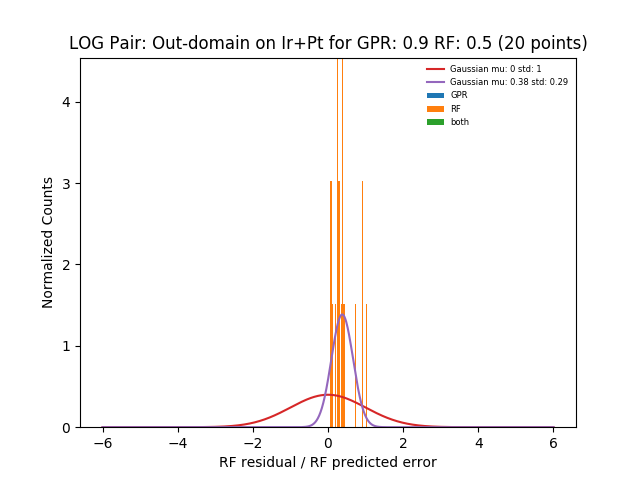 LOG Pair: Out-domain on Ir+Pt for GPR: 0.9 RF: 0.5 (20 points)
Gaussian mu: 0 std: 1
Gaussian mu: 0.38 std: 0.29
GPR
RF
both
Normalized Counts
4
3
2
1
0
−6 −4 −2 0 2 4 6
RF residual / RF predicted error